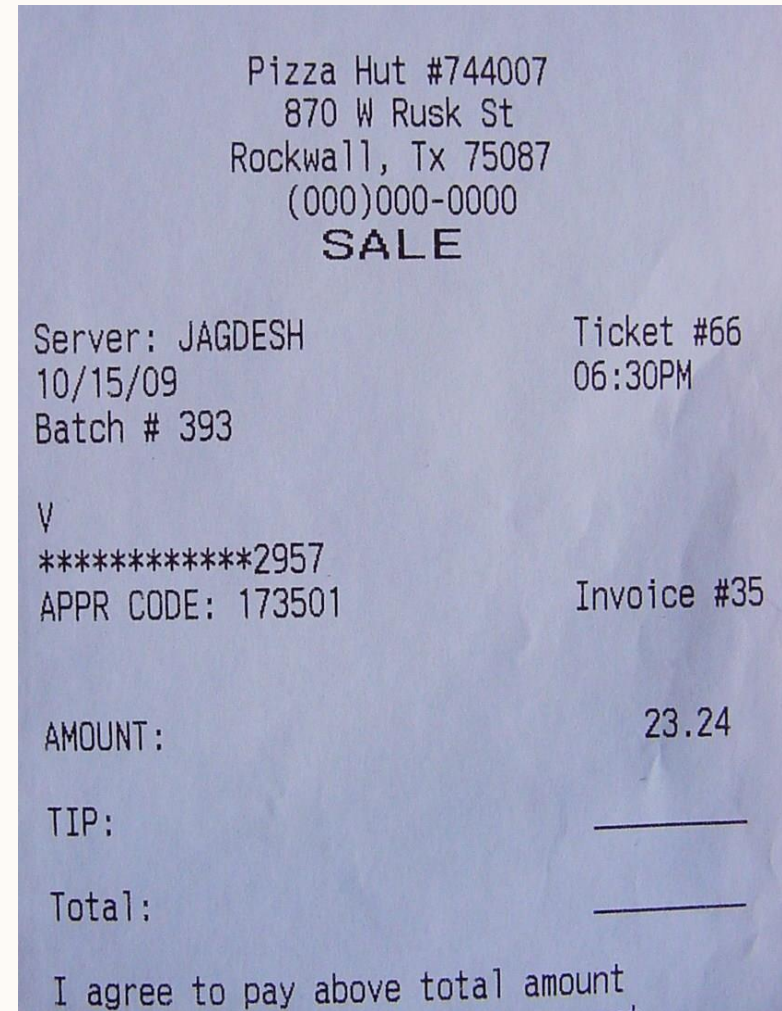 Pizza Hut #744007
870 W Rusk St
Rockwall, Tx 75087
(000)000-0000
SALE
Server: JAGDESH Ticket #66
10/15/09 06:30PM
Batch # 393
V
************2957
APPR CODE: 173501 Invoice #35
AMOUNT: 23.24
TIP:
Total:
I agree to pay above total amount